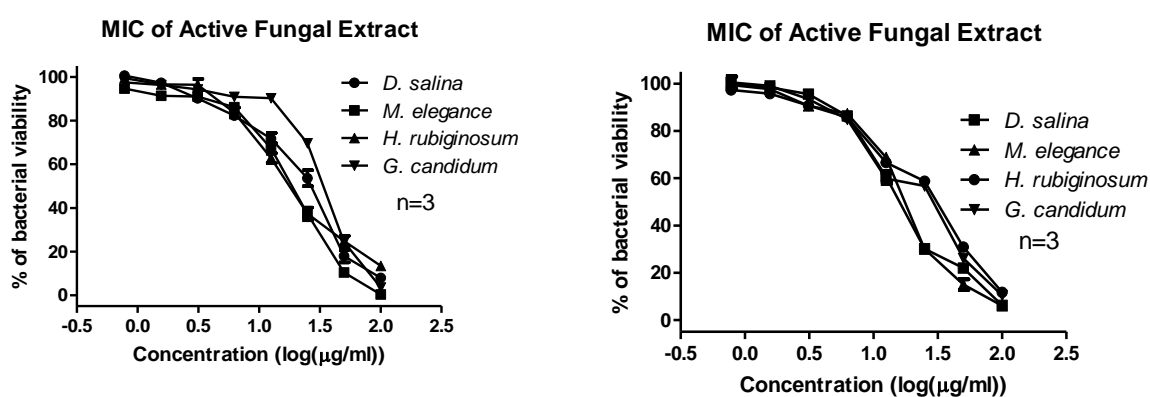 MIC of Active Fungal Extract
% of bacterial viability
100
80
60
40
20
0
-0.5 0.0 0.5 1.0 1.5 2.0 2.5
Concentration (log(μg/ml))
D. salina
M. elegance
H. rubiginosum
G. candidum
n=3
MIC of Active Fungal Extract
% of bacterial viability
100
80
60
40
20
0
-0.5 0.0 0.5 1.0 1.5 2.0 2.5
Concentration (log(μg/ml))
D. salina
M. elegance
H. rubiginosum
G. candidum
n=3